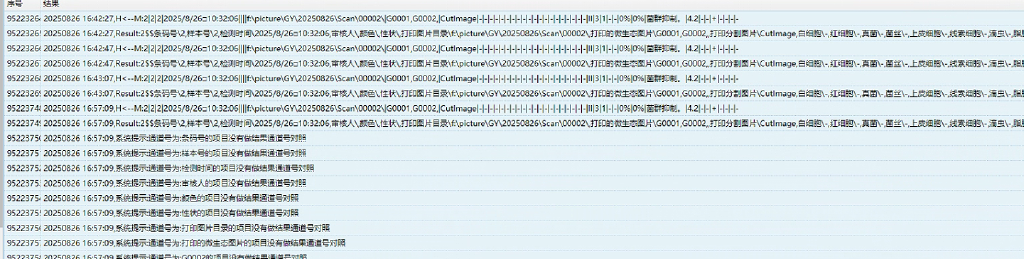 序号 结果
9522326 20250826 16:42:27,H<--M:2|2|2|2025/8/26□10:32:06||||f:\picture\GY\20250826\Scan\00002\|G0001,G0002,|CutImage|-|-|-|-|-|-|-|-|-|-|-|-|-|-|-|-|-|-|II|3|1|-|-|0%|0%|菌群抑制。|4.2|-|-|+|-|-|-|-
9522326 20250826 16:42:27,Result:2$$条码号\2,样本号\2,检测时间\2025/8/26□10:32:06,审核人\,颜色\,性状\,打印图片目录\f:\picture\GY\20250826\Scan\00002\,打印的微生态图片\G0001,G0002,,打印分割图片\CutImage,白细胞\-,红细胞\-,真菌\-,菌丝\-,上皮细胞\-,线索细胞\-,滴虫\-,
9522326 20250826 16:42:47,H<--M:2|2|2|2025/8/26□10:32:06||||f:\picture\GY\20250826\Scan\00002\|G0001,G0002,|CutImage|-|-|-|-|-|-|-|-|-|-|-|-|-|-|-|-|-|-|II|3|1|-|-|0%|0%|菌群抑制。|4.2|-|-|+|-|-|-|-
9522326 20250826 16:42:47,Result:2$$条码号\2,样本号\2,检测时间\2025/8/26□10:32:06,审核人\,颜色\,性状\,打印图片目录\f:\picture\GY\20250826\Scan\00002\,打印的微生态图片\G0001,G0002,,打印分割图片\CutImage,白细胞\-,红细胞\-,真菌\-,菌丝\-,上皮细胞\-,线索细胞\-,滴虫\-,
9522326 20250826 16:43:07,H<--M:2|2|2|2025/8/26□10:32:06||||f:\picture\GY\20250826\Scan\00002\|G0001,G0002,|CutImage|-|-|-|-|-|-|-|-|-|-|-|-|-|-|-|-|-|-|II|3|1|-|-|0%|0%|菌群抑制。|4.2|-|-|+|-|-|-|-
9522326 20250826 16:43:07,Result:2$$条码号\2,样本号\2,检测时间\2025/8/26□10:32:06,审核人\,颜色\,性状\,打印图片目录\f:\picture\GY\20250826\Scan\00002\,打印的微生态图片\G0001,G0002,,打印分割图片\CutImage,白细胞\-,红细胞\-,真菌\-,菌丝\-,上皮细胞\-,线索细胞\-,滴虫\-,
9522374 20250826 16:57:09,H<--M:2|2|2|2025/8/26□10:32:06||||f:\picture\GY\20250826\Scan\00002\|G0001,G0002,|CutImage|-|-|-|-|-|-|-|-|-|-|-|-|-|-|-|-|-|-|II|3|1|-|-|0%|0%|菌群抑制。|4.2|-|-|+|-|-|-|-
9522374 20250826 16:57:09,Result:2$$条码号\2,样本号\2,检测时间\2025/8/26□10:32:06,审核人\,颜色\,性状\,打印图片目录\f:\picture\GY\20250826\Scan\00002\,打印的微生态图片\G0001,G0002,,打印分割图片\CutImage,白细胞\-,红细胞\-,真菌\-,菌丝\-,上皮细胞\-,线索细胞\-,滴虫\-,
9522375 20250826 16:57:09,系统提示:通道号为:条码号的项目没有做结果通道号对照
9522375 20250826 16:57:09,系统提示:通道号为:样本号的项目没有做结果通道号对照
9522375 20250826 16:57:09,系统提示:通道号为:检测时间的项目没有做结果通道号对照
9522375 20250826 16:57:09,系统提示:通道号为:审核人的项目没有做结果通道号对照
9522375 20250826 16:57:09,系统提示:通道号为:颜色的项目没有做结果通道号对照
9522375 20250826 16:57:09,系统提示:通道号为:性状的项目没有做结果通道号对照
9522375 20250826 16:57:09,系统提示:通道号为:打印图片目录的项目没有做结果通道号对照
9522375 20250826 16:57:09,系统提示:通道号为:打印的微生态图片的项目没有做结果通道号对照
9522375 20250826 16:57:09,系统提示:通道号为:G0002的项目没有做结果通道号对照